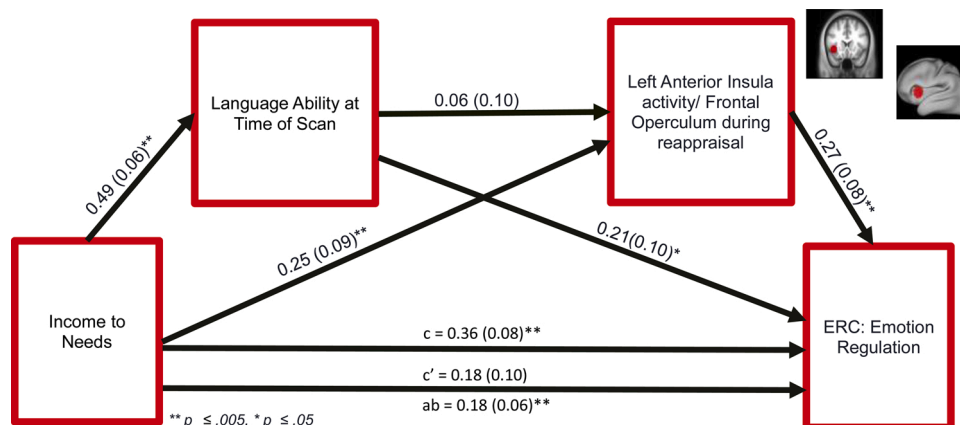 Language Ability at
Time of Scan
0.06 (0.10)
Left Anterior Insula
activity/ Frontal
Operculum during
reappraisal
0.49 (0.06)**
0.27 (0.08)**
0.25 (0.09)**
0.21(0.10)*
Income to
Needs
c = 0.36 (0.08)**
c’ = 0.18 (0.10)
ab = 0.18 (0.06)**
ERC: Emotion
Regulation
** p ≤ .005, * p ≤ .05